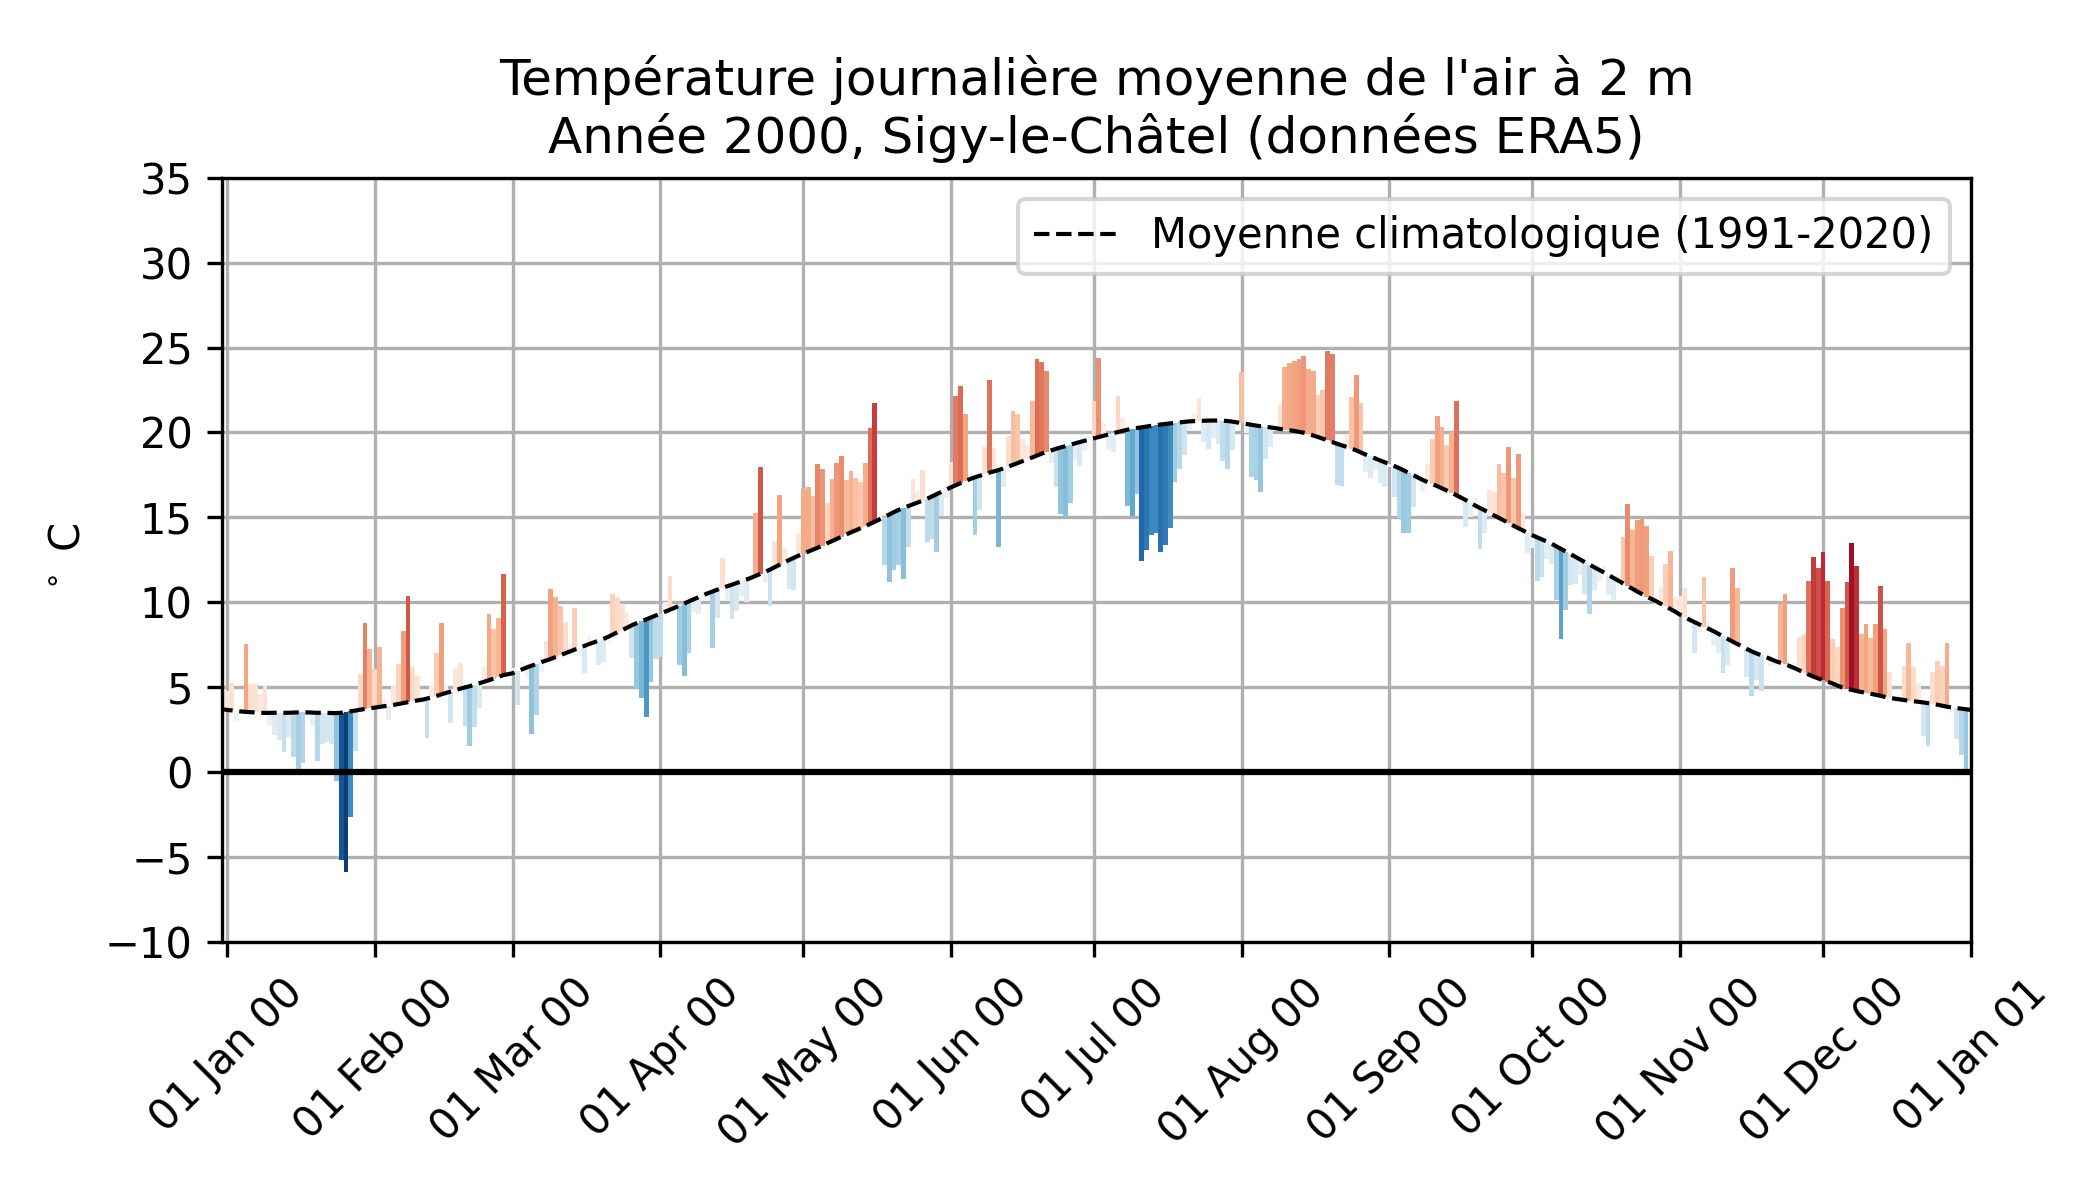 Température journalière moyenne de l'air à 2 m
Année 2000, Sigy-le-Châtel (données ERA5)
Moyenne climatologique (1991-2020)
35
30
25
20
15
10
5
0
−5
−10
° C
01 Jan 00
01 Feb 00
01 Mar 00
01 Apr 00
01 May 00
01 Jun 00
01 Jul 00
01 Aug 00
01 Sep 00
01 Oct 00
01 Nov 00
01 Dec 00
01 Jan 01